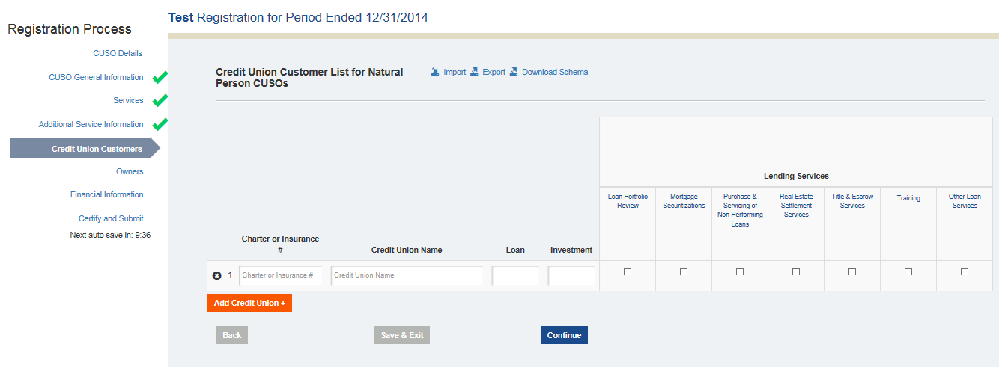 Test Registration for Period Ended 12/31/2014
Registration Process
CUSO Details
CUSO General Information
Services
Additional Service Information
Credit Union Customers
Owners
Financial Information
Certify and Submit
Next auto save in: 9:36
Credit Union Customer List for Natural
Person CUSOs
Import Export Download Schema
Lending Services
Loan Portfolio
Review
Mortgage
Securitizations
Purchase &
Servicing of
Non-Performing
Loans
Real Estate
Settlement
Services
Title & Escrow
Services
Training
Other Loan
Services
Charter or Insurance
#
Credit Union Name
Loan
Investment
1 Charter or Insurance # Credit Union Name
Add Credit Union +
Back Save & Exit Continue